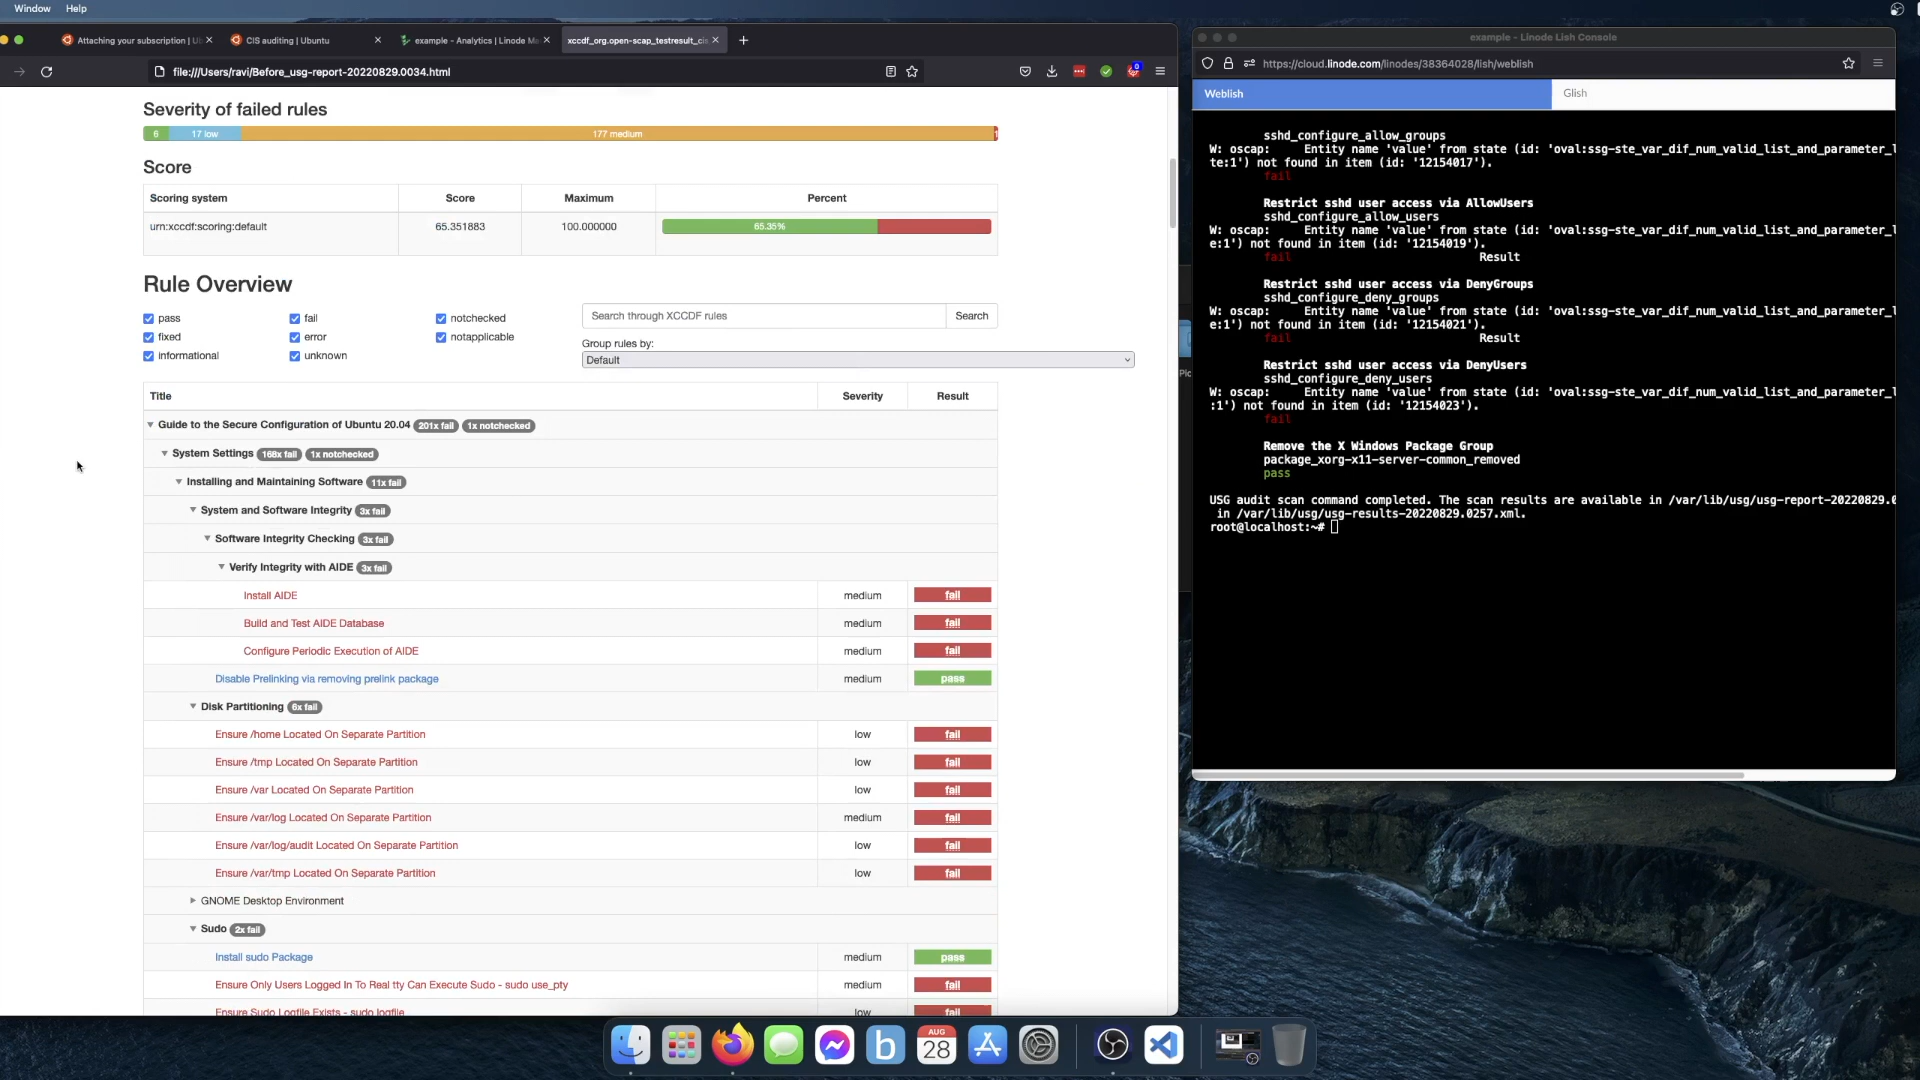 Window Help
Attaching your subscription | U
CIS auditing | Ubuntu
example - Analytics | Linode Ma
xccdf_org.open-scap_testresult_cis
file:///Users/ravi/Before_usg-report-20220829.0034.html
0
Severity of failed rules
6 17 low 177 medium 1
Score
Scoring system Score Maximum Percent
urn:xccdf:scoring:default 65.351883 100.000000 65.35%
Rule Overview
pass fail notchecked
fixed error notapplicable
informational unknown
Search through XCCDF rules Search
Group rules by:
Default
Title Severity Result
Guide to the Secure Configuration of Ubuntu 20.04 201x fail 1x notchecked
System Settings 168x fail 1x notchecked
Installing and Maintaining Software 11x fail
System and Software Integrity 3x fail
Software Integrity Checking 3x fail
Verify Integrity with AIDE 3x fail
Install AIDE medium fail
Build and Test AIDE Database medium fail
Configure Periodic Execution of AIDE medium fail
Disable Prelinking via removing prelink package medium pass
Disk Partitioning 6x fail
Ensure /home Located On Separate Partition low fail
Ensure /tmp Located On Separate Partition low fail
Ensure /var Located On Separate Partition low fail
Ensure /var/log Located On Separate Partition medium fail
Ensure /var/log/audit Located On Separate Partition low fail
Ensure /var/tmp Located On Separate Partition low fail
GNOME Desktop Environment
Sudo 2x fail
Install sudo Package medium pass
Ensure Only Users Logged In To Real tty Can Execute Sudo - sudo use_pty medium fail
Ensure Sudo Logfile Exists - sudo logfile low fail
example - Linode Lish Console
https://cloud.linode.com/linodes/38364028/lish/weblish
Weblish Glish
sshd_configure_allow_groups
W: oscap: Entity name 'value' from state (id: 'oval:ssg-ste_var_dif_num_valid_list_and_parameter_l
te:1') not found in item (id: '12154017').
fail
Restrict sshd user access via AllowUsers
sshd_configure_allow_users
W: oscap: Entity name 'value' from state (id: 'oval:ssg-ste_var_dif_num_valid_list_and_parameter_l
e:1') not found in item (id: '12154019').
fail Result
Restrict sshd user access via DenyGroups
sshd_configure_deny_groups
W: oscap: Entity name 'value' from state (id: 'oval:ssg-ste_var_dif_num_valid_list_and_parameter_l
e:1') not found in item (id: '12154021').
fail Result
Restrict sshd user access via DenyUsers
sshd_configure_deny_users
W: oscap: Entity name 'value' from state (id: 'oval:ssg-ste_var_dif_num_valid_list_and_parameter_l
:1') not found in item (id: '12154023').
fail
Remove the X Windows Package Group
package_xorg-x11-server-common_removed
pass
USG audit scan command completed. The scan results are available in /var/lib/usg/usg-report-20220829.0
in /var/lib/usg/usg-results-20220829.0257.xml.
root@localhost:~#
AUG
28